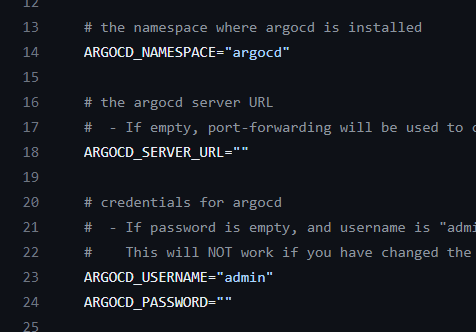 12
13 # the namespace where argocd is installed
14 ARGOCD_NAMESPACE="argocd"
15
16 # the argocd server URL
17 #  - If empty, port-forwarding will be used to
18 ARGOCD_SERVER_URL=""
19
20 # credentials for argocd
21 #  - If password is empty, and username is "admi
22 #    This will NOT work if you have changed the
23 ARGOCD_USERNAME="admin"
24 ARGOCD_PASSWORD=""
25